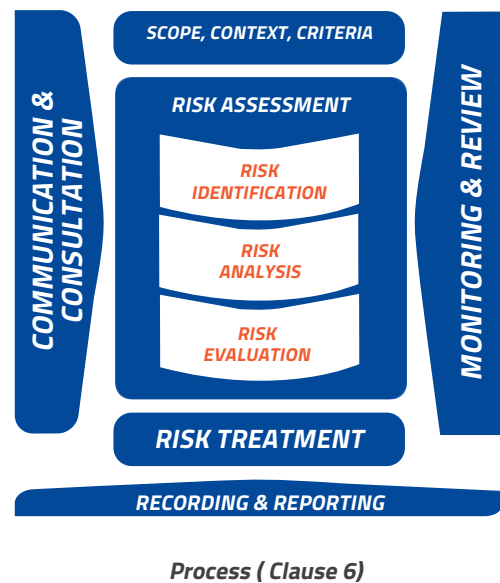 SCOPE, CONTEXT, CRITERIA
COMMUNICATION &
CONSULTATION
RISK ASSESSMENT
RISK
IDENTIFICATION
RISK
ANALYSIS
RISK
EVALUATION
MONITORING & REVIEW
RISK TREATMENT
RECORDING & REPORTING
Process ( Clause 6)